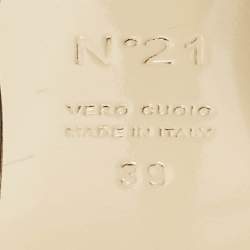 N°21
VERO CUOIO
MADE IN ITALY
39